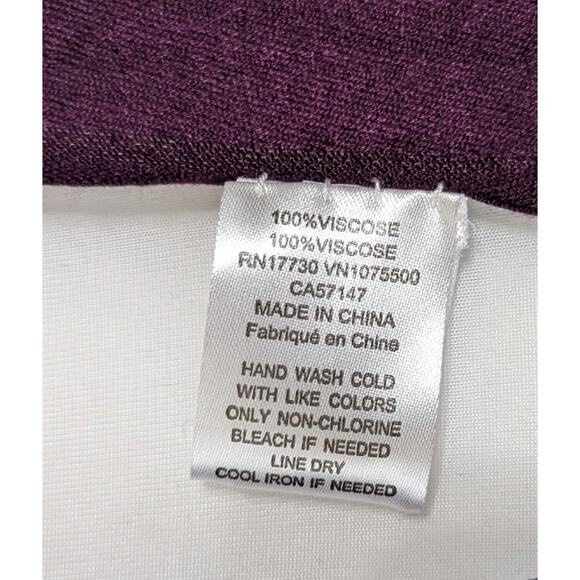 100%VISCOSE
100%VISCOSE
RN17730 VN1075500
CA57147
MADE IN CHINA
Fabriqué en Chine
HAND WASH COLD
WITH LIKE COLORS
ONLY NON-CHLORINE
BLEACH IF NEEDED
LINE DRY
COOL IRON IF NEEDED